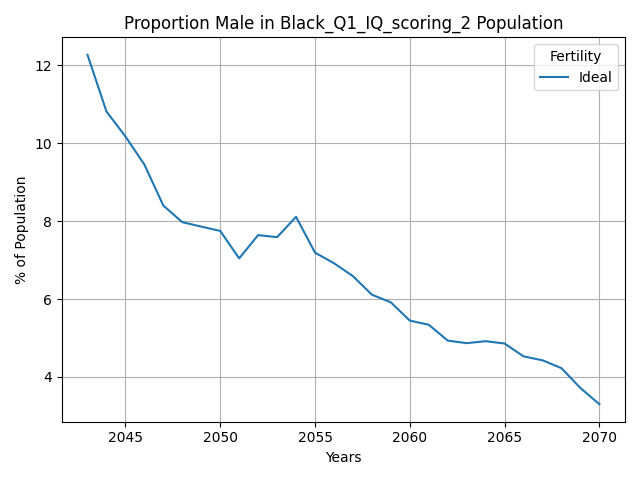 Proportion Male in Black_Q1_IQ_scoring_2 Population
Fertility
Ideal
% of Population
12
10
8
6
4
2045 2050 2055 2060 2065 2070
Years